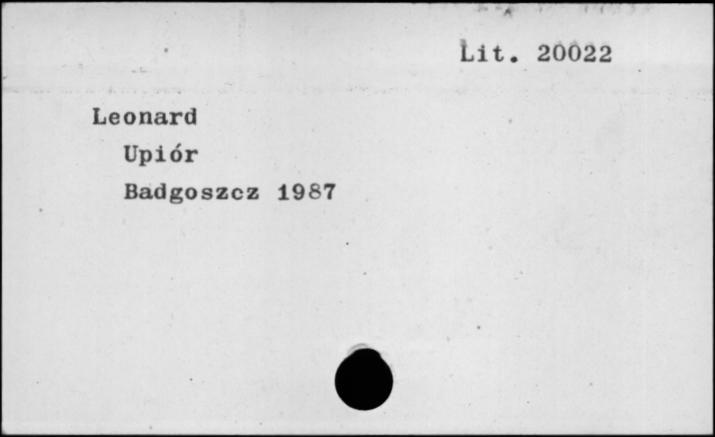 Lit. 20022
Leonard
Upiór
Badgoszcz 1987